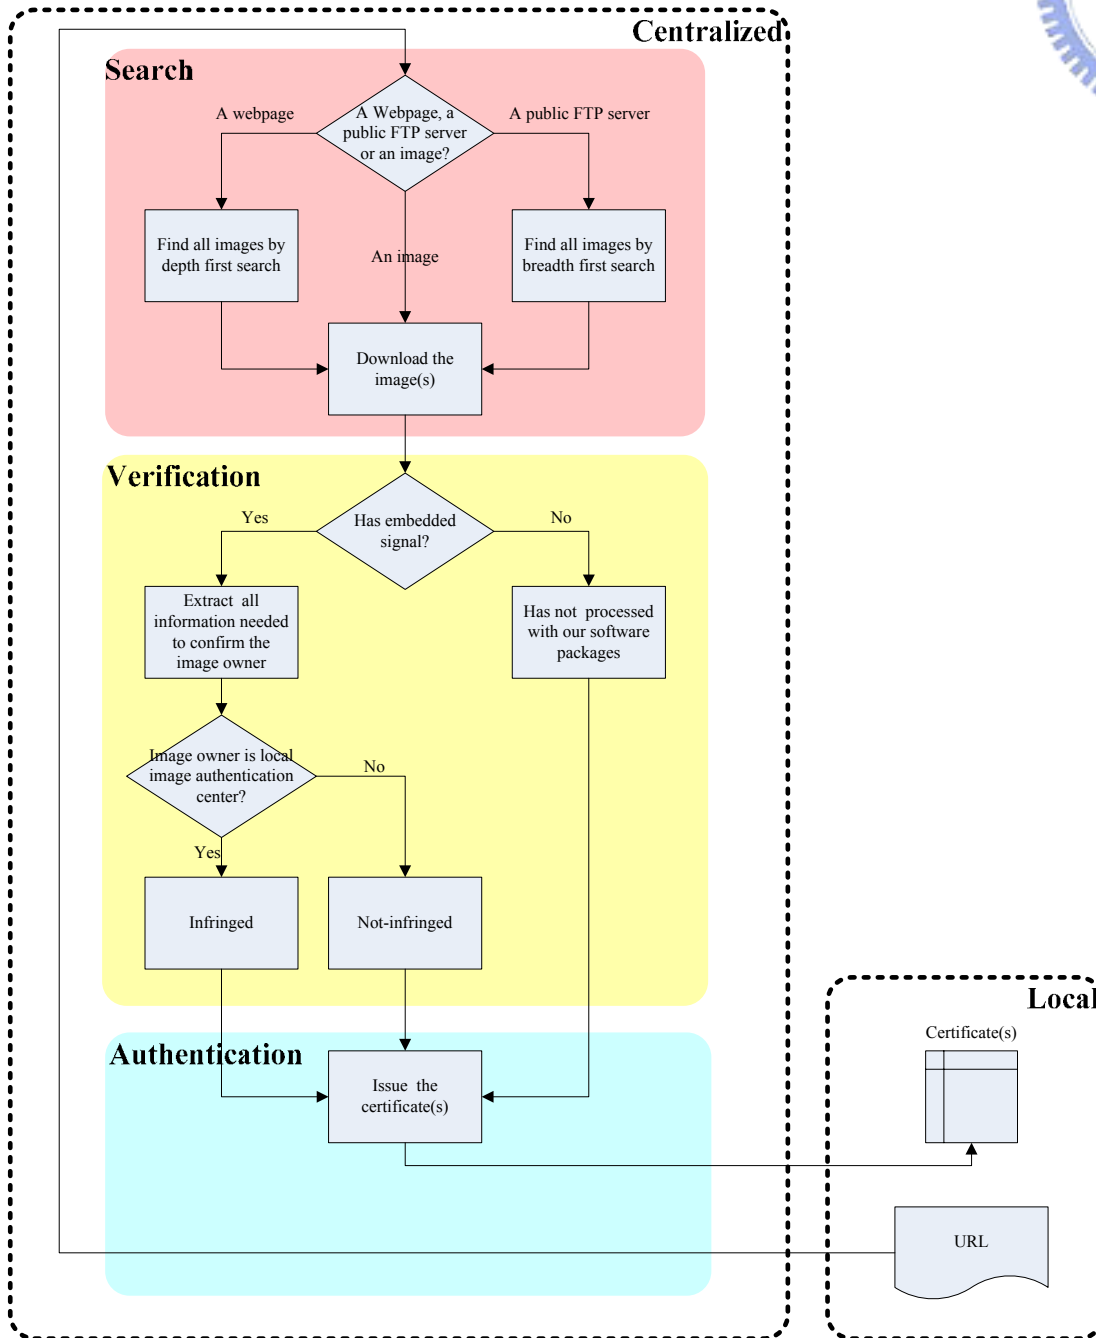 Centralized
Search
A webpage
A Webpage, a
public FTP server
or an image?
A public FTP server
Find all images by
depth first search
An image
Find all images by
breadth first search
Download the
image(s)
Verification
Yes
Has embedded
signal?
No
Extract all
information needed
to confirm the
image owner
Has not processed
with our software
packages
Image owner is local
image authentication
center?
No
Yes
Infringed
Not-infringed
Local
Certificate(s)
Authentication
Issue the
certificate(s)
URL